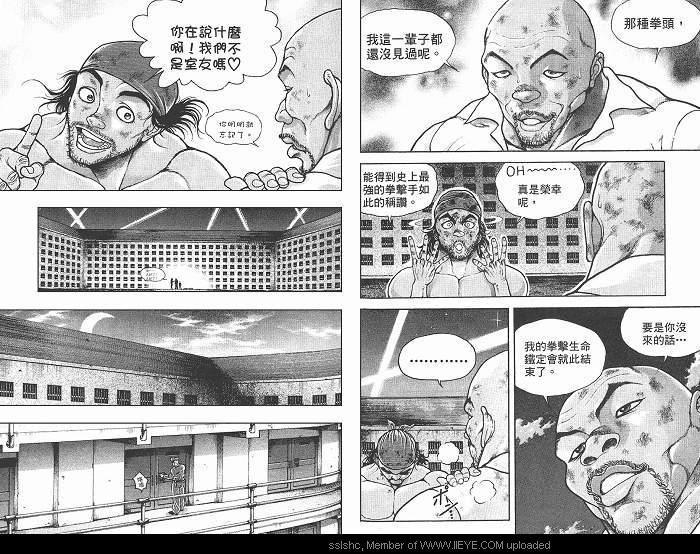 那種拳頭，
我這一輩子都
還沒見過呢。
OH~~~~……
真是榮幸
呢，
能得到史上最
強的拳擊手如
此的稱讚。
要是你沒
來的話…
我的拳擊生命
鐵定會就此結
束了。
…………
你在說什麼
啊！我們不
是室友嗎♡
你明明就
忘記了。
sslshc, Member of WWW.IIEYE.COM uploaded